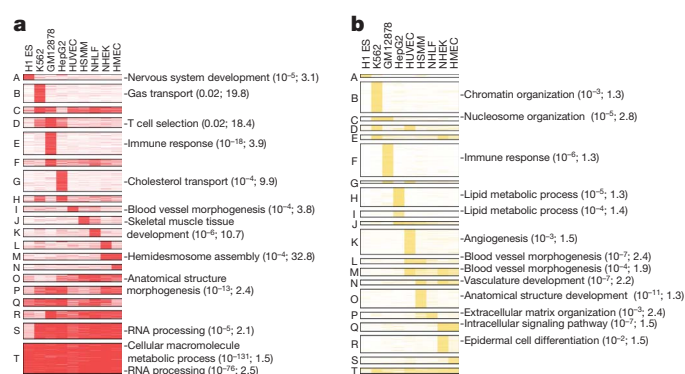 a
H1 ES
K562
GM12878
HepG2
HUVEC
HSMM
NHLF
NHEK
HMEC
A -Nervous system development (10⁻⁵; 3.1)
B -Gas transport (0.02; 19.8)
C
D -T cell selection (0.02; 18.4)
E -Immune response (10⁻¹⁸; 3.9)
F
G -Cholesterol transport (10⁻⁴; 9.9)
H
I -Blood vessel morphogenesis (10⁻⁴; 3.8)
J -Skeletal muscle tissue
K development (10⁻⁶; 10.7)
L
M -Hemidesmosome assembly (10⁻⁴; 32.8)
N
O -Anatomical structure
P morphogenesis (10⁻¹³; 2.4)
Q
R
S -RNA processing (10⁻⁵; 2.1)
-Cellular macromolecule
T metabolic process (10⁻¹³¹; 1.5)
-RNA processing (10⁻⁷⁶; 2.5)
b
H1 ES
K562
GM12878
HepG2
HUVEC
HSMM
NHLF
NHEK
HMEC
A
B -Chromatin organization (10⁻³; 1.3)
C -Nucleosome organization (10⁻⁵; 2.8)
D
E
F -Immune response (10⁻⁶; 1.3)
G
H -Lipid metabolic process (10⁻⁵; 1.3)
I -Lipid metabolic process (10⁻⁴; 1.4)
J
K -Angiogenesis (10⁻³; 1.5)
L -Blood vessel morphogenesis (10⁻⁷; 2.4)
M -Blood vessel morphogenesis (10⁻⁴; 1.9)
N -Vasculature development (10⁻⁷; 2.2)
O -Anatomical structure development (10⁻¹¹; 1.3)
P -Extracellular matrix organization (10⁻³; 2.4)
Q -Intracellular signaling pathway (10⁻⁷; 1.5)
R -Epidermal cell differentiation (10⁻²; 1.5)
S
T